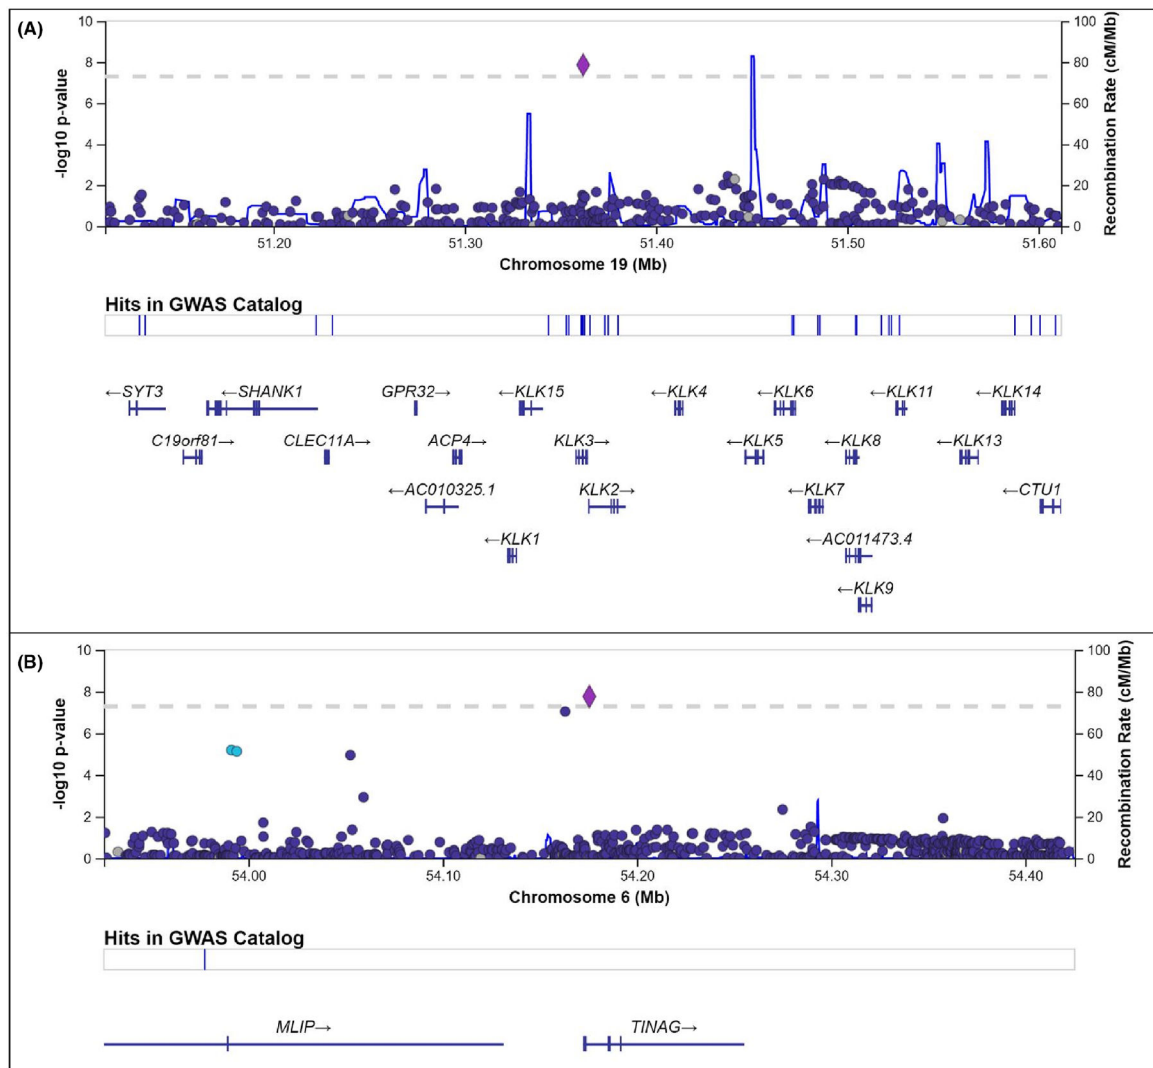 (A)
10 100
8 80
6 60
4 40
2 20
0 0
-log10 p-value
Recombination Rate (cM/Mb)
51.20 51.30 51.40 51.50 51.60
Chromosome 19 (Mb)
Hits in GWAS Catalog
←SYT3 ←SHANK1 GPR32→ ←KLK15 ←KLK4 ←KLK6 ←KLK11 ←KLK14
C19orf81→ CLEC11A→ ACP4→ KLK3→ ←KLK5 ←KLK8 ←KLK13
←AC010325.1 KLK2→ ←KLK7 ←CTU1
←KLK1 ←AC011473.4
←KLK9
(B)
10 100
8 80
6 60
4 40
2 20
0 0
-log10 p-value
Recombination Rate (cM/Mb)
54.00 54.10 54.20 54.30 54.40
Chromosome 6 (Mb)
Hits in GWAS Catalog
MLIP→ TINAG→